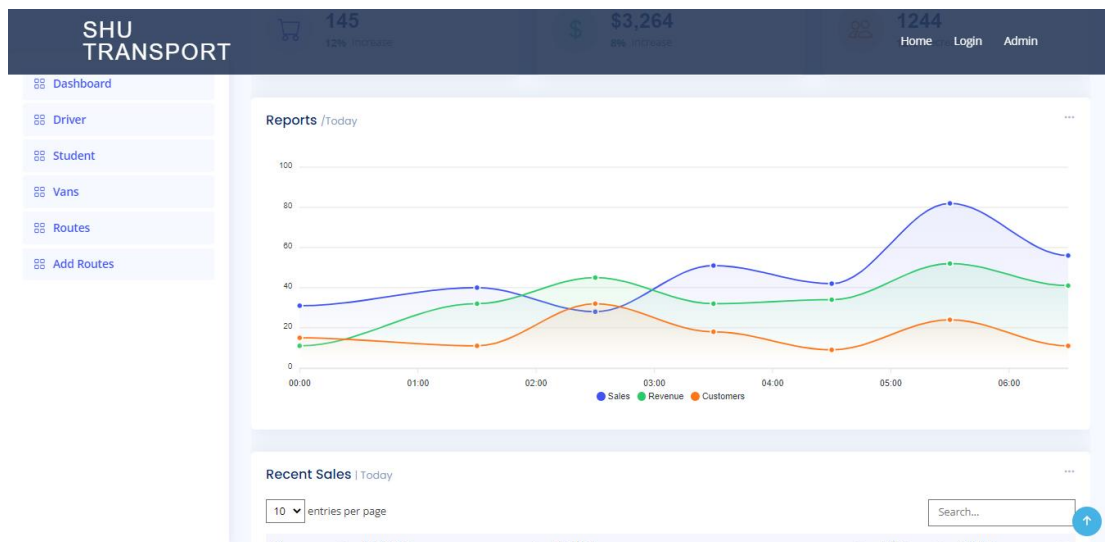 SHU
TRANSPORT
145
12% increase
$3,264
8% increase
1244
Home Login Admin
Dashboard
Driver
Student
Vans
Routes
Add Routes
Reports /Today
100
80
60
40
20
0
00:00 01:00 02:00 03:00 04:00 05:00 06:00
Sales Revenue Customers
Recent Sales | Today
10 entries per page
Search...